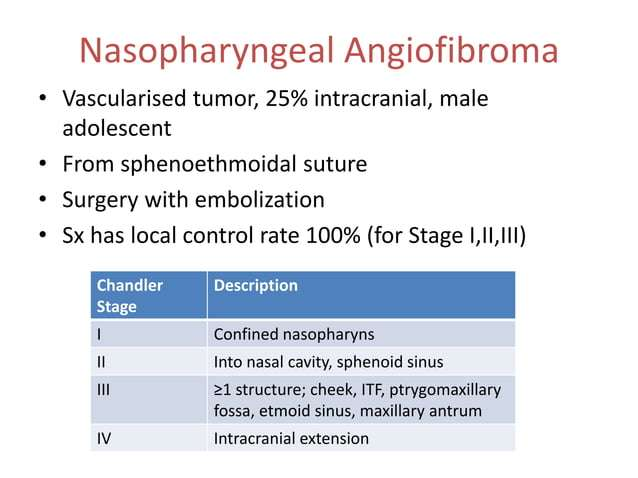 Nasopharyngeal Angiofibroma
• Vascularised tumor, 25% intracranial, male
adolescent
• From sphenoethmoidal suture
• Surgery with embolization
• Sx has local control rate 100% (for Stage I,II,III)
Chandler Stage
Description
I
Confined nasopharyns
II
Into nasal cavity, sphenoid sinus
III
≥1 structure; cheek, ITF, ptrygomaxillary
fossa, etmoid sinus, maxillary antrum
IV
Intracranial extension